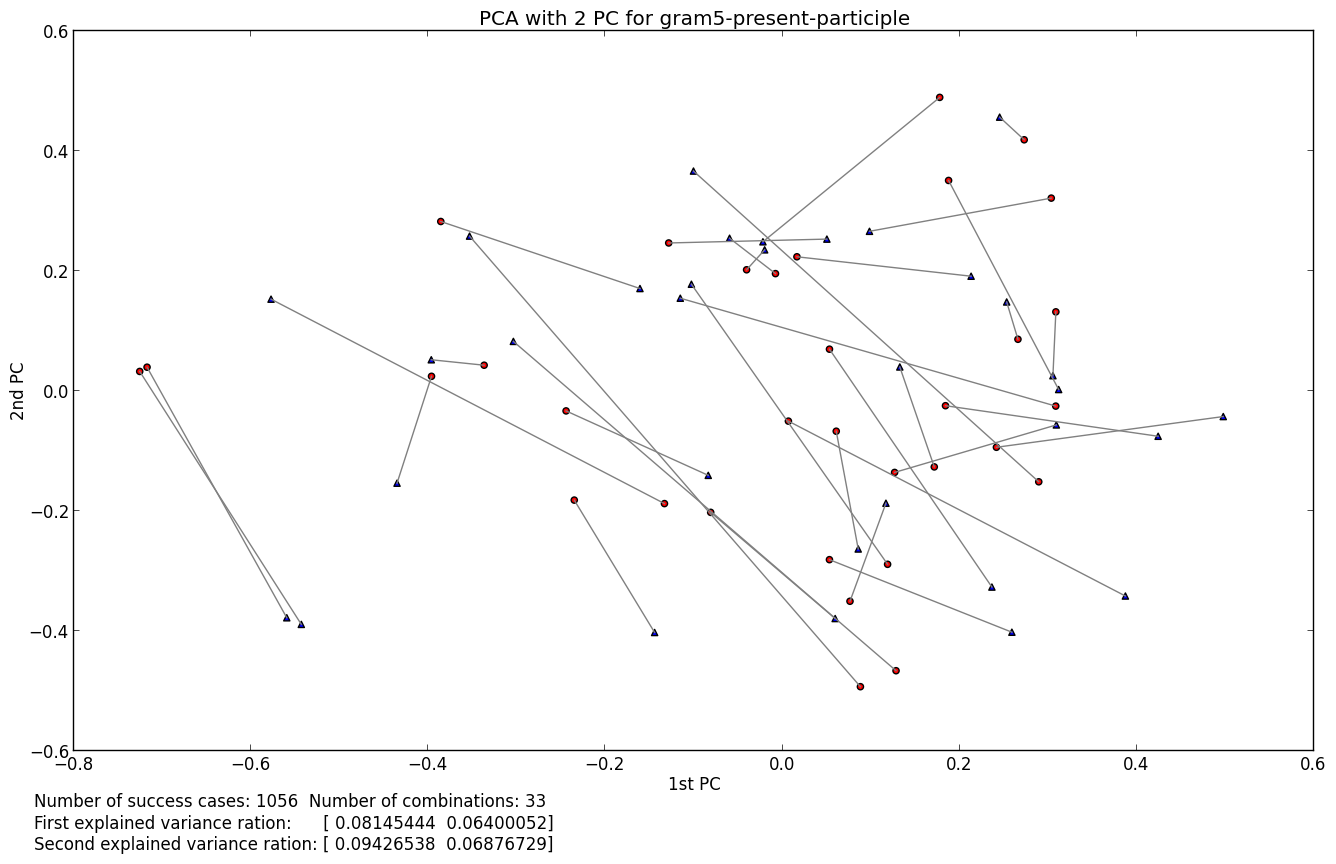 PCA with 2 PC for gram5-present-participle
0.6
0.4
0.2
0.0
−0.2
−0.4
−0.6
2nd PC
−0.8 −0.6 −0.4 −0.2 0.0 0.2 0.4 0.6
1st PC
Number of success cases: 1056  Number of combinations: 33
First explained variance ration:      [ 0.08145444  0.06400052]
Second explained variance ration: [ 0.09426538  0.06876729]